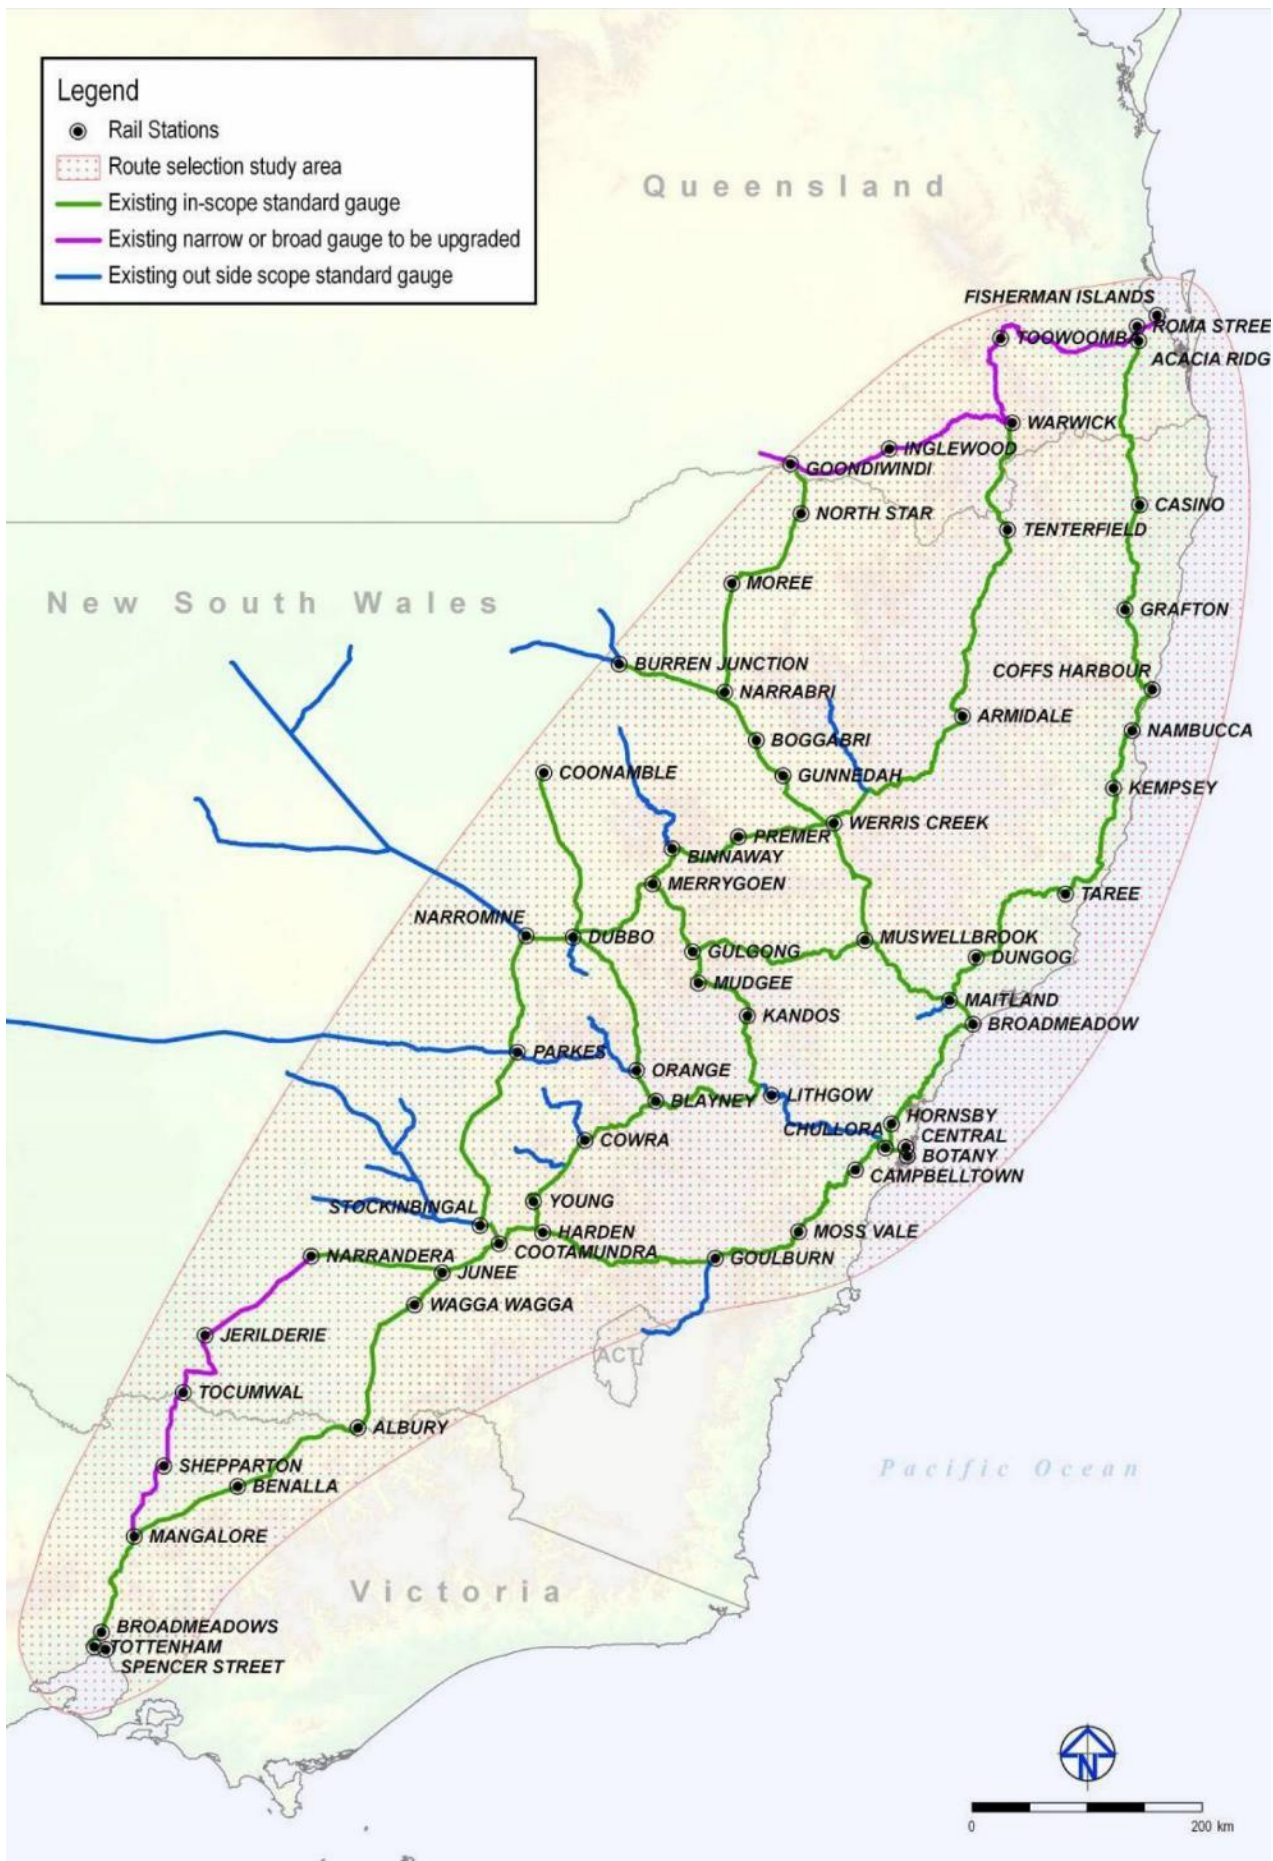 Legend
Rail Stations
Route selection study area
Existing in-scope standard gauge
Existing narrow or broad gauge to be upgraded
Existing out side scope standard gauge
Queensland
FISHERMAN ISLANDS
ROMA STREE
TOOWOOMBA
ACACIA RIDG
WARWICK
INGLEWOOD
GOONDIWINDI
CASINO
NORTH STAR
TENTERFIELD
MOREE
New South Wales
GRAFTON
BURREN JUNCTION
COFFS HARBOUR
NARRABRI
ARMIDALE
NAMBUCCA
BOGGABRI
COONAMBLE
GUNNEDAH
KEMPSEY
WERRIS CREEK
PREMER
BINNAWAY
MERRYGOEN
TAREE
NARROMINE
DUBBO
MUSWELLBROOK
GULGONG
DUNGOG
MUDGEE
MAITLAND
KANDOS
BROADMEADOW
PARKES
ORANGE
LITHGOW
BLAYNEY
HORNSBY
CHULLORA
CENTRAL
COWRA
BOTANY
CAMPBELLTOWN
YOUNG
STOCKINBINGAL
HARDEN
MOSS VALE
COOTAMUNDRA
NARRANDERA
GOULBURN
JUNEE
WAGGA WAGGA
JERILDERIE
ACT
TOCUMWAL
ALBURY
SHEPPARTON
Pacific Ocean
BENALLA
MANGALORE
Victoria
BROADMEADOWS
TOTTENHAM
SPENCER STREET
N
0 200 km